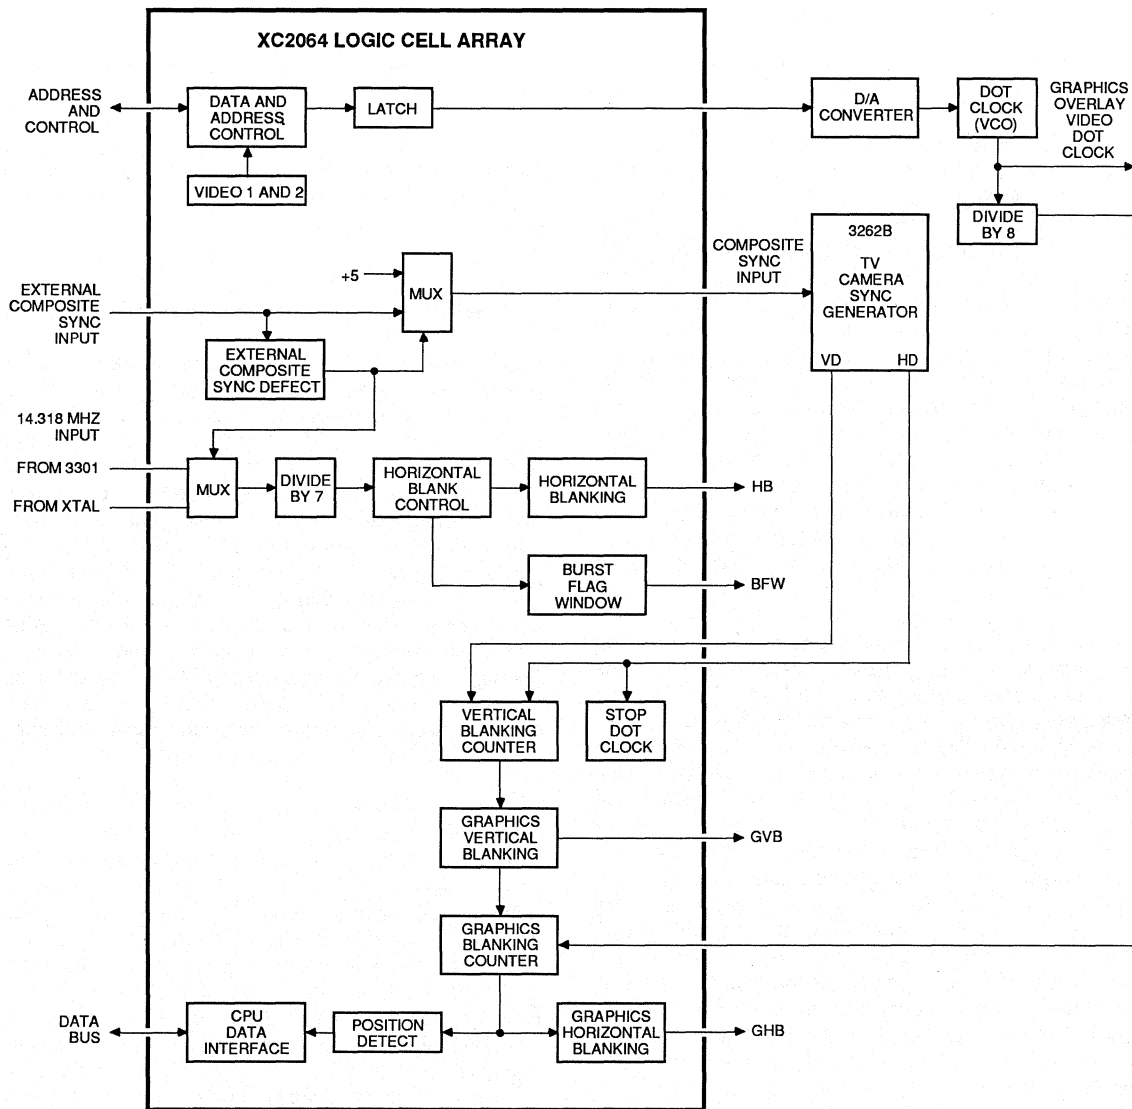 XC2064 LOGIC CELL ARRAY
ADDRESS
AND
CONTROL
DATA AND
ADDRESS
CONTROL
LATCH
D/A
CONVERTER
DOT
CLOCK
(VCO)
GRAPHICS
OVERLAY
VIDEO
DOT
CLOCK
VIDEO 1 AND 2
DIVIDE
BY 8
COMPOSITE
SYNC
INPUT
3262B
TV
CAMERA
SYNC
GENERATOR
VD
HD
+5
MUX
EXTERNAL
COMPOSITE
SYNC
INPUT
EXTERNAL
COMPOSITE
SYNC DEFECT
14.318 MHZ
INPUT
FROM 3301
FROM XTAL
MUX
DIVIDE
BY 7
HORIZONTAL
BLANK
CONTROL
HORIZONTAL
BLANKING
HB
BURST
FLAG
WINDOW
BFW
VERTICAL
BLANKING
COUNTER
STOP
DOT
CLOCK
GRAPHICS
VERTICAL
BLANKING
GVB
GRAPHICS
BLANKING
COUNTER
DATA
BUS
CPU
DATA
INTERFACE
POSITION
DETECT
GRAPHICS
HORIZONTAL
BLANKING
GHB